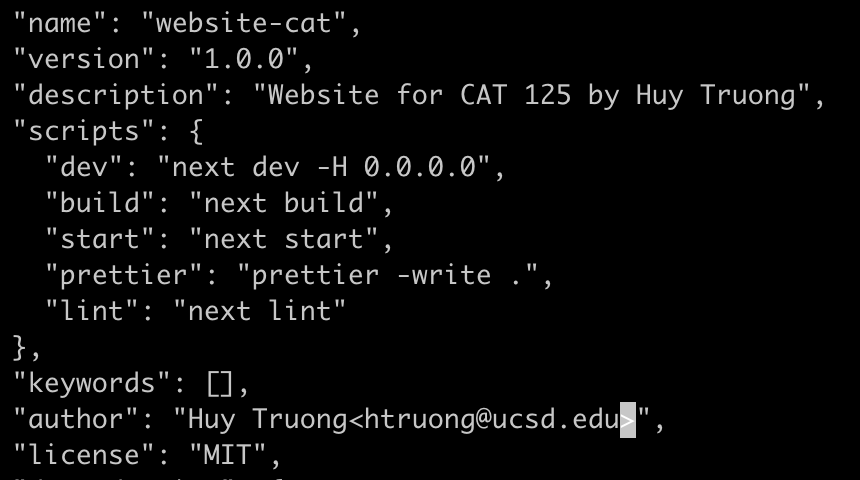 "name": "website-cat",
"version": "1.0.0",
"description": "Website for CAT 125 by Huy Truong",
"scripts": {
  "dev": "next dev -H 0.0.0.0",
  "build": "next build",
  "start": "next start",
  "prettier": "prettier -write .",
  "lint": "next lint"
},
"keywords": [],
"author": "Huy Truong<htruong@ucsd.edu>",
"license": "MIT",